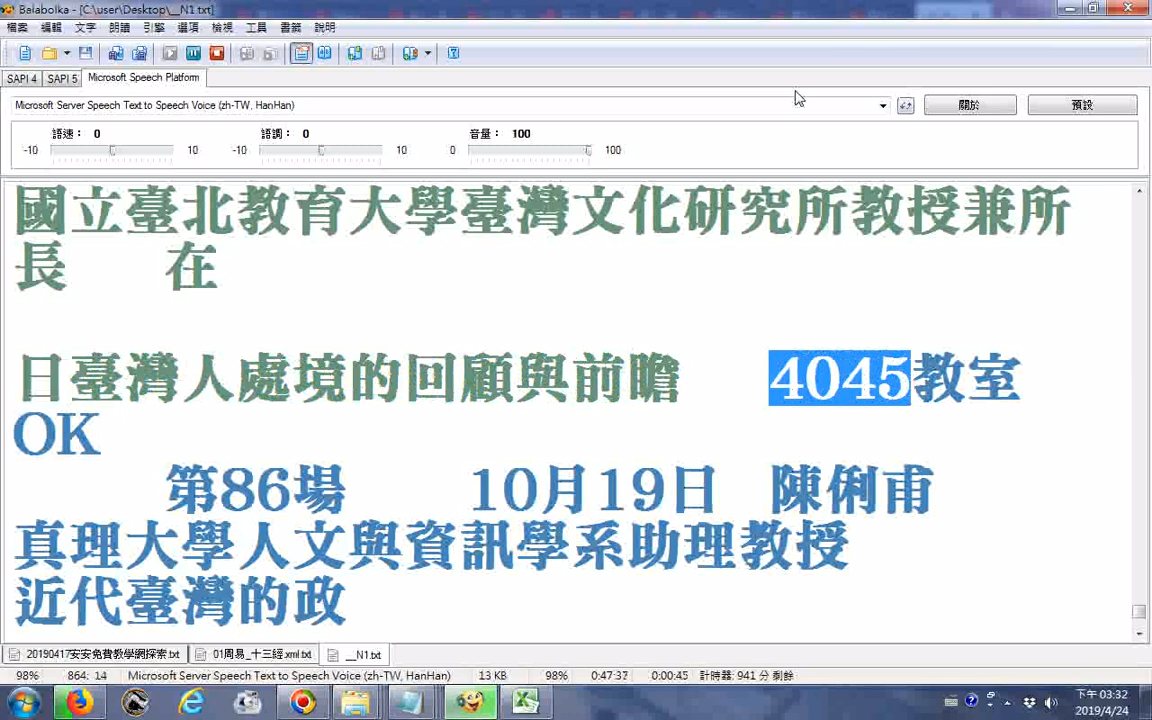 Balabolka - [C:\user\Desktop\__N1.txt]
檔案 編輯 文字 朗讀 引擎 選項 檢視 工具 書籤 說明
SAPI 4 SAPI 5 Microsoft Speech Platform
Microsoft Server Speech Text to Speech Voice (zh-TW, HanHan) 關於 預設
語速： 0 語調： 0 音量： 100
-10 10 -10 10 0 100
國立臺北教育大學臺灣文化研究所教授兼所
長 在
日臺灣人處境的回顧與前瞻 4045教室
OK
第86場 10月19日 陳俐甫
真理大學人文與資訊學系助理教授
近代臺灣的政
20190417安安免費教學網探索.txt 01周易_十三經.xml.txt __N1.txt
98% 864: 14 Microsoft Server Speech Text to Speech Voice (zh-TW, HanHan) 13 KB 98% 0:47:37 0:00:45 計時器: 941 分 剩餘
下午 03:32
2019/4/24